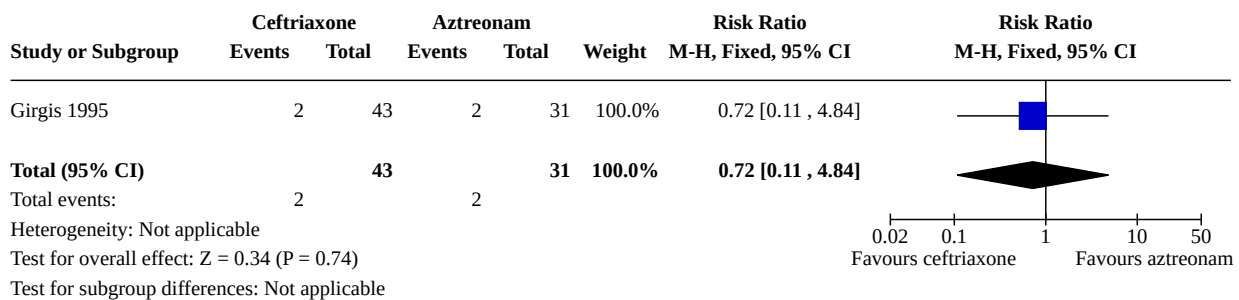 Ceftriaxone Aztreonam Risk Ratio Risk Ratio
Study or Subgroup Events Total Events Total Weight M-H, Fixed, 95% CI M-H, Fixed, 95% CI
Girgis 1995 2 43 2 31 100.0% 0.72 [0.11 , 4.84]
Total (95% CI) 43 31 100.0% 0.72 [0.11 , 4.84]
Total events: 2 2
Heterogeneity: Not applicable
0.02 0.1 1 10 50
Test for overall effect: Z = 0.34 (P = 0.74) Favours ceftriaxone Favours aztreonam
Test for subgroup differences: Not applicable